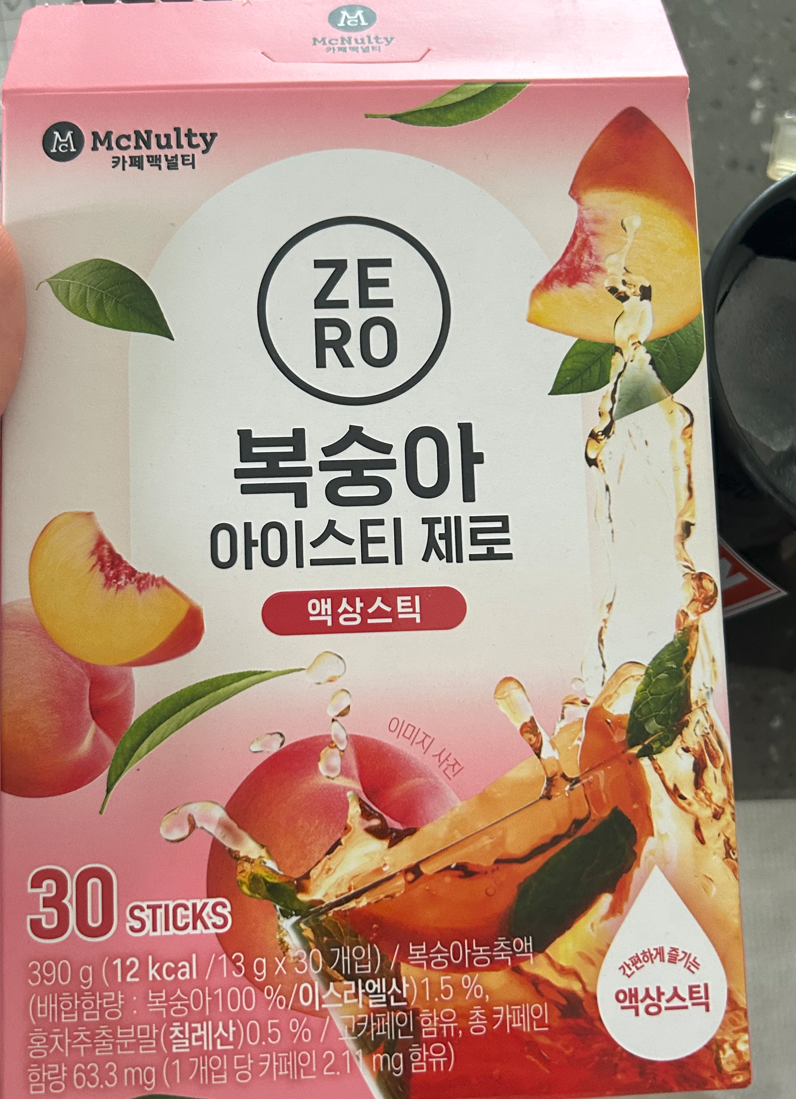 McNulty
카페맥널티
McNulty
카페맥널티
ZE
RO
복숭아
아이스티 제로
액상스틱
이미지 사진
30 STICKS
390 g (12 kcal /13 g x 30 개입) / 복숭아농축액
(배합함량 : 복숭아100 %/이스라엘산)1.5 %,
홍차추출분말(칠레산)0.5 % / 고카페인 함유, 총 카페인
함량 63.3 mg (1 개입 당 카페인 2.11 mg 함유)
간편하게 즐기는
액상스틱